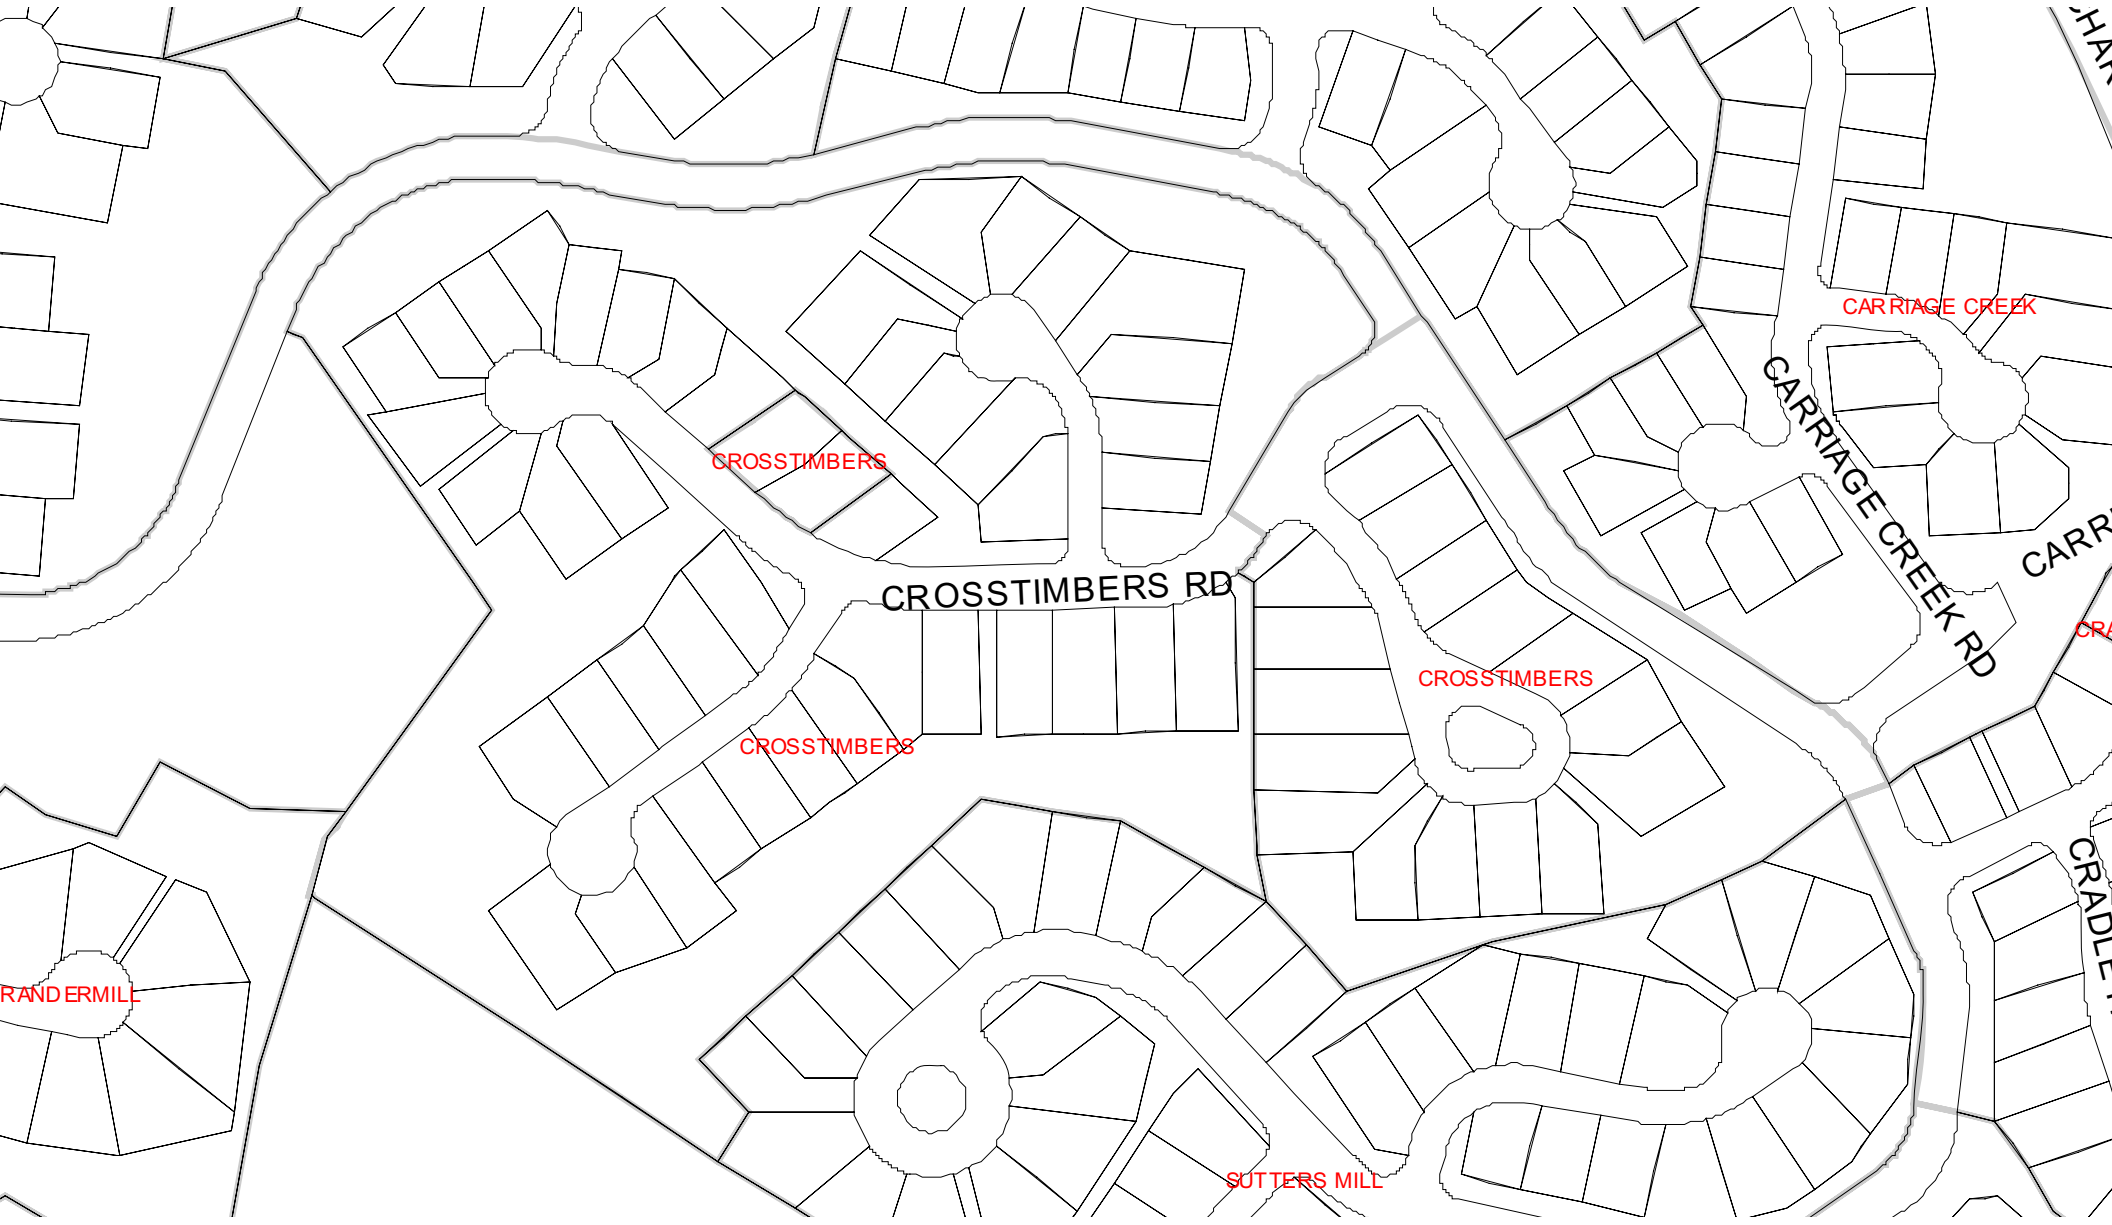 CARRIAGE CREEK
CROSSTIMBERS
CARRIAGE CREEK RD
CROSSTIMBERS RD
CROSSTIMBERS
CROSSTIMBERS
RANDERMILL
SUTTERS MILL